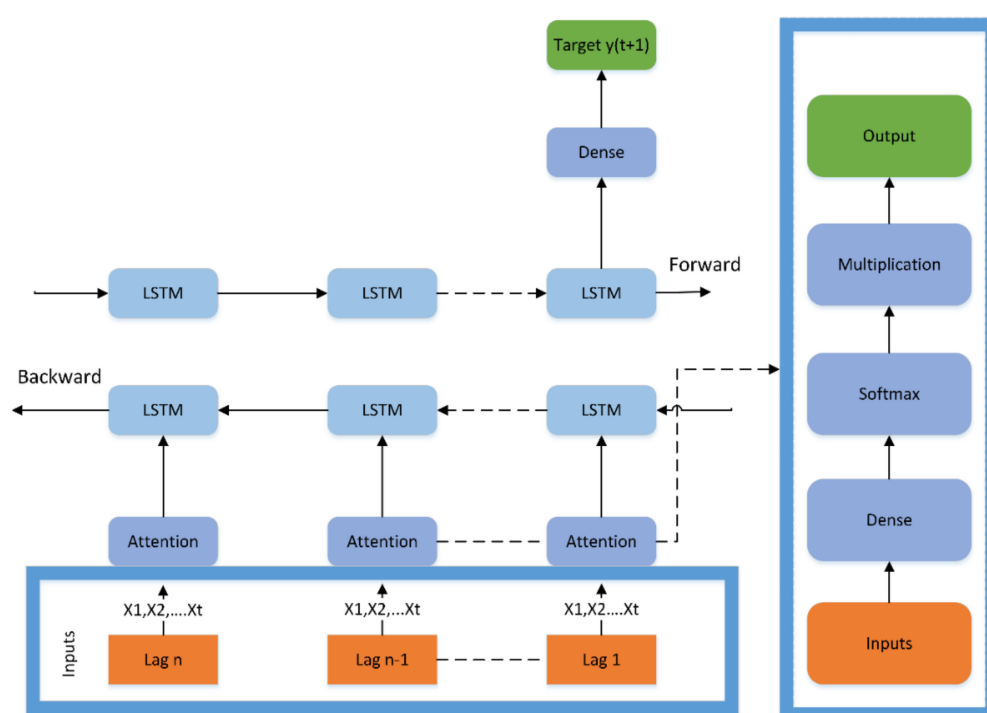 Target y(t+1)
Dense
Forward
LSTM
LSTM
LSTM
Backward
LSTM
LSTM
LSTM
Attention
Attention
Attention
X1,X2,....Xt
X1,X2,...Xt
X1,X2....Xt
Inputs
Lag n
Lag n-1
Lag 1
Output
Multiplication
Softmax
Dense
Inputs